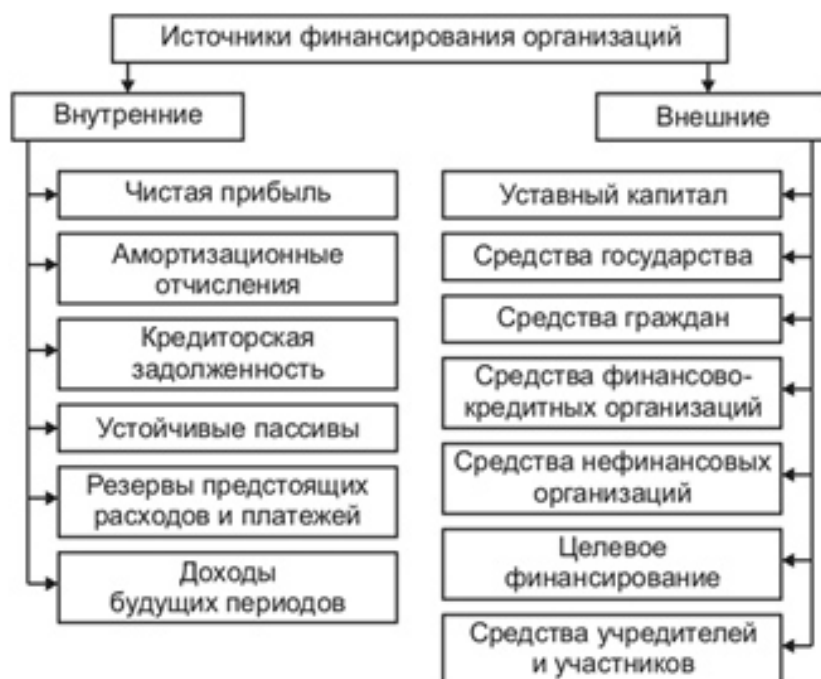 Источники финансирования организаций
Внутренние
Чистая прибыль
Амортизационные
отчисления
Кредиторская
задолженность
Устойчивые пассивы
Резервы предстоящих
расходов и платежей
Доходы
будущих периодов
Внешние
Уставный капитал
Средства государства
Средства граждан
Средства финансово-
кредитных организаций
Средства нефинансовых
организаций
Целевое
финансирование
Средства учредителей
и участников